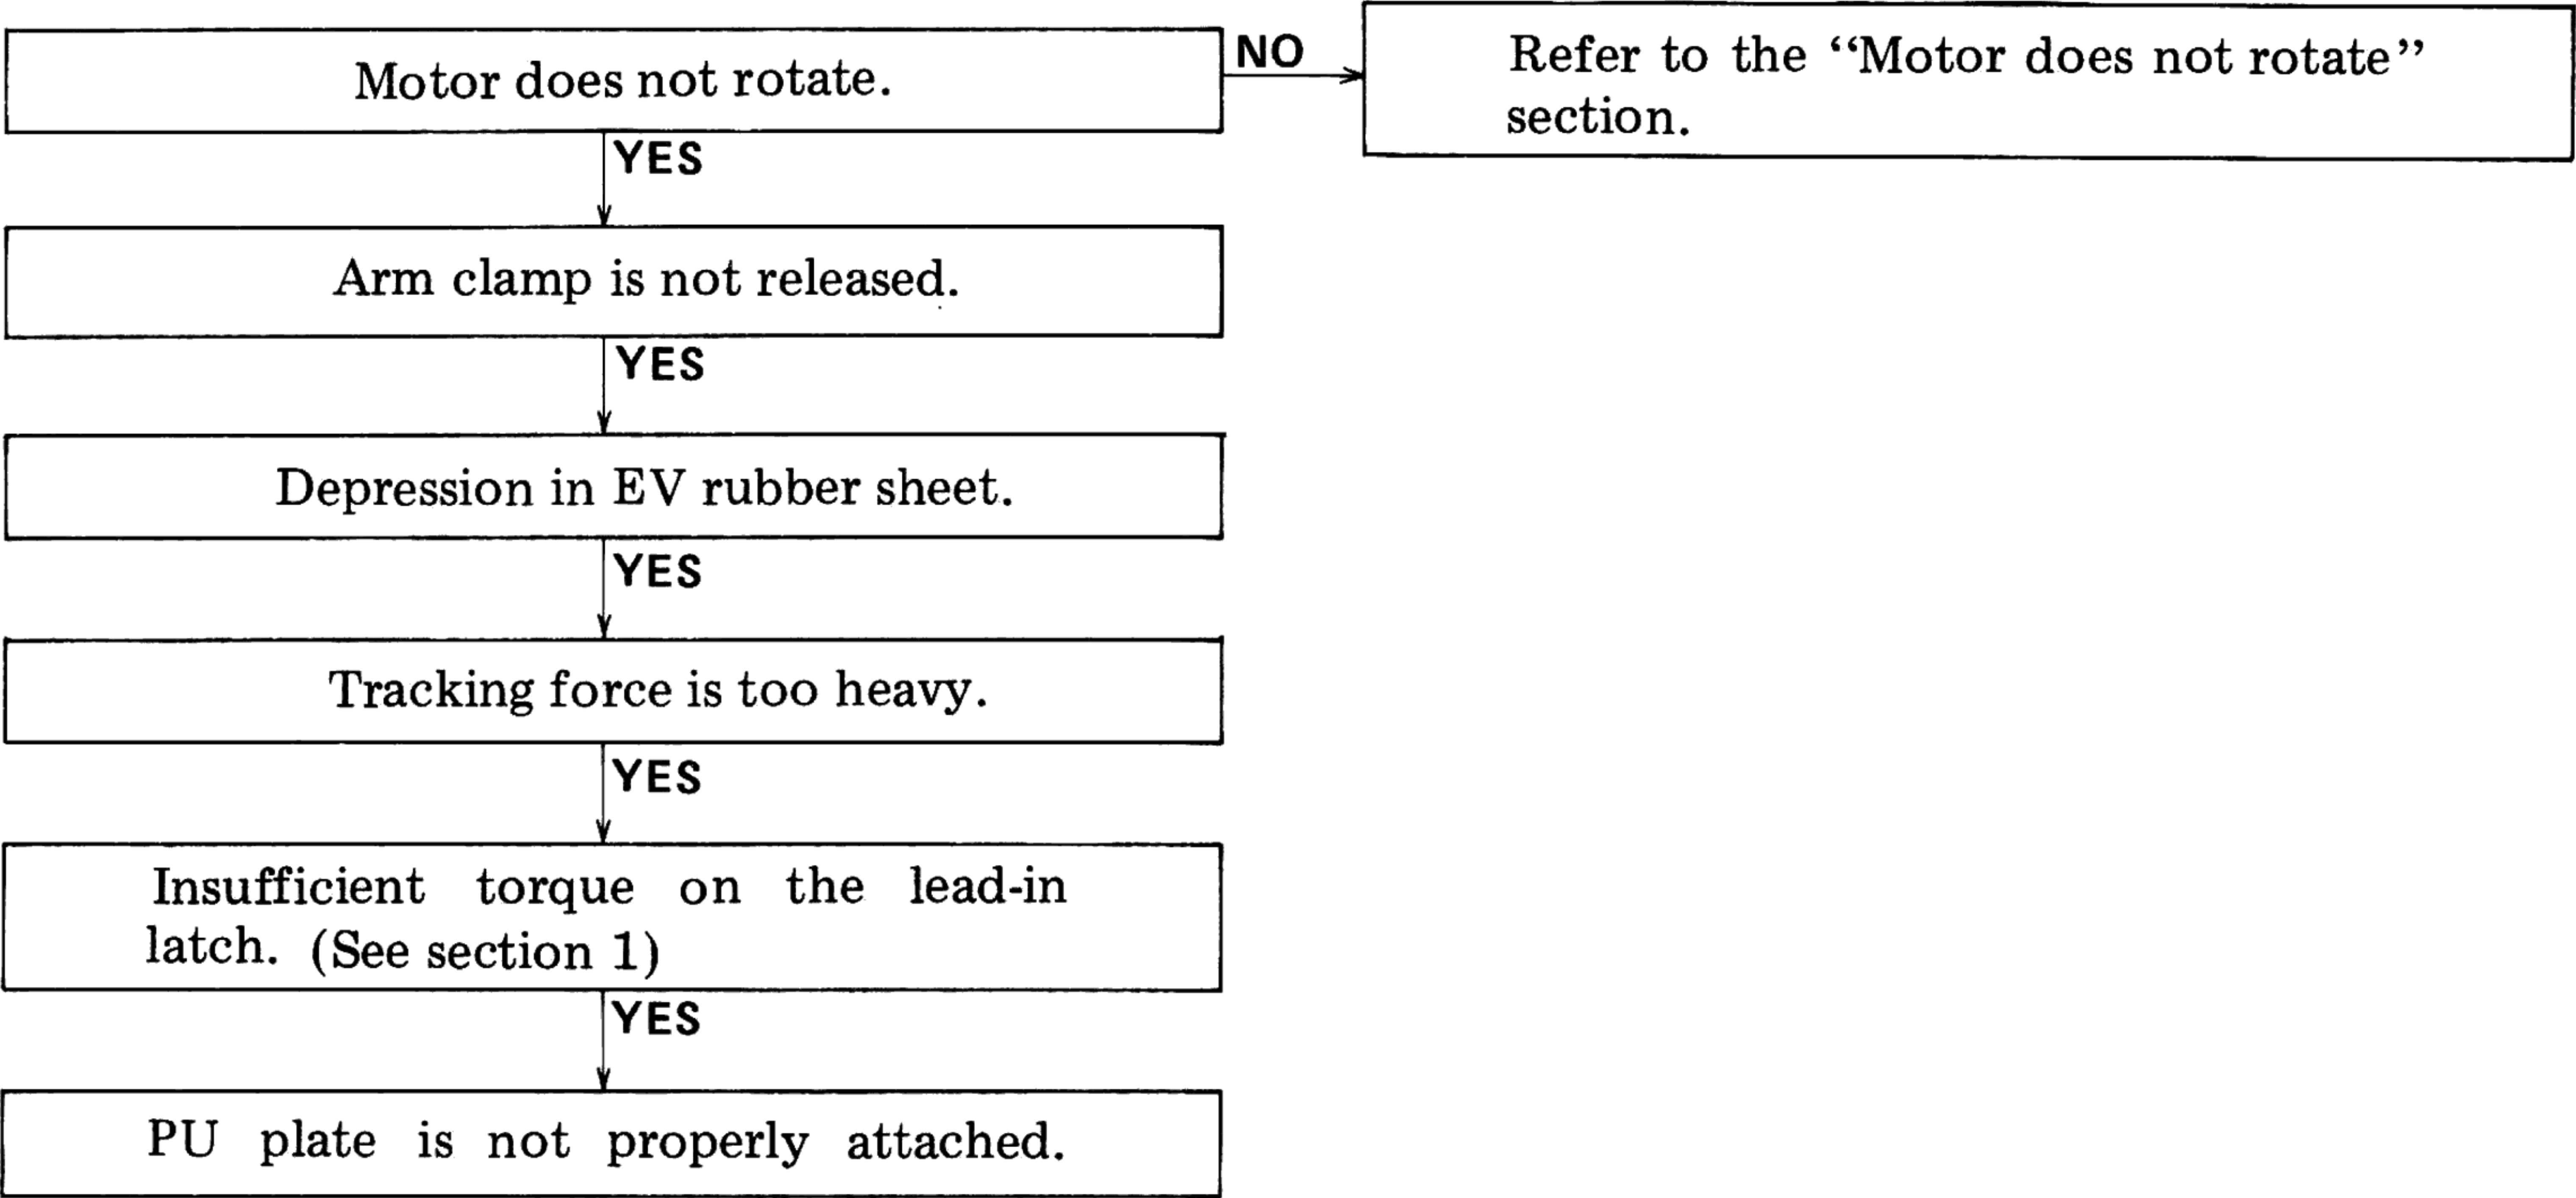 Motor does not rotate.
NO
Refer to the “Motor does not rotate”
section.
YES
Arm clamp is not released.
YES
Depression in EV rubber sheet.
YES
Tracking force is too heavy.
YES
Insufficient torque on the lead-in
latch. (See section 1)
YES
PU plate is not properly attached.